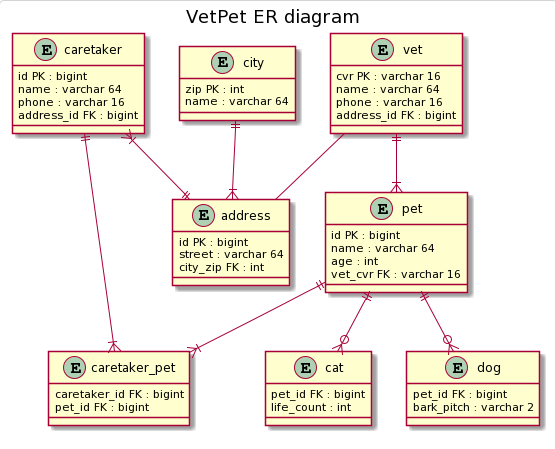 VetPet ER diagram
E caretaker
id PK : bigint
name : varchar 64
phone : varchar 16
address_id FK : bigint
E city
zip PK : int
name : varchar 64
E vet
cvr PK : varchar 16
name : varchar 64
phone : varchar 16
address_id FK : bigint
E address
id PK : bigint
street : varchar 64
city_zip FK : int
E pet
id PK : bigint
name : varchar 64
age : int
vet_cvr FK : varchar 16
E caretaker_pet
caretaker_id FK : bigint
pet_id FK : bigint
E cat
pet_id FK : bigint
life_count : int
E dog
pet_id FK : bigint
bark_pitch : varchar 2